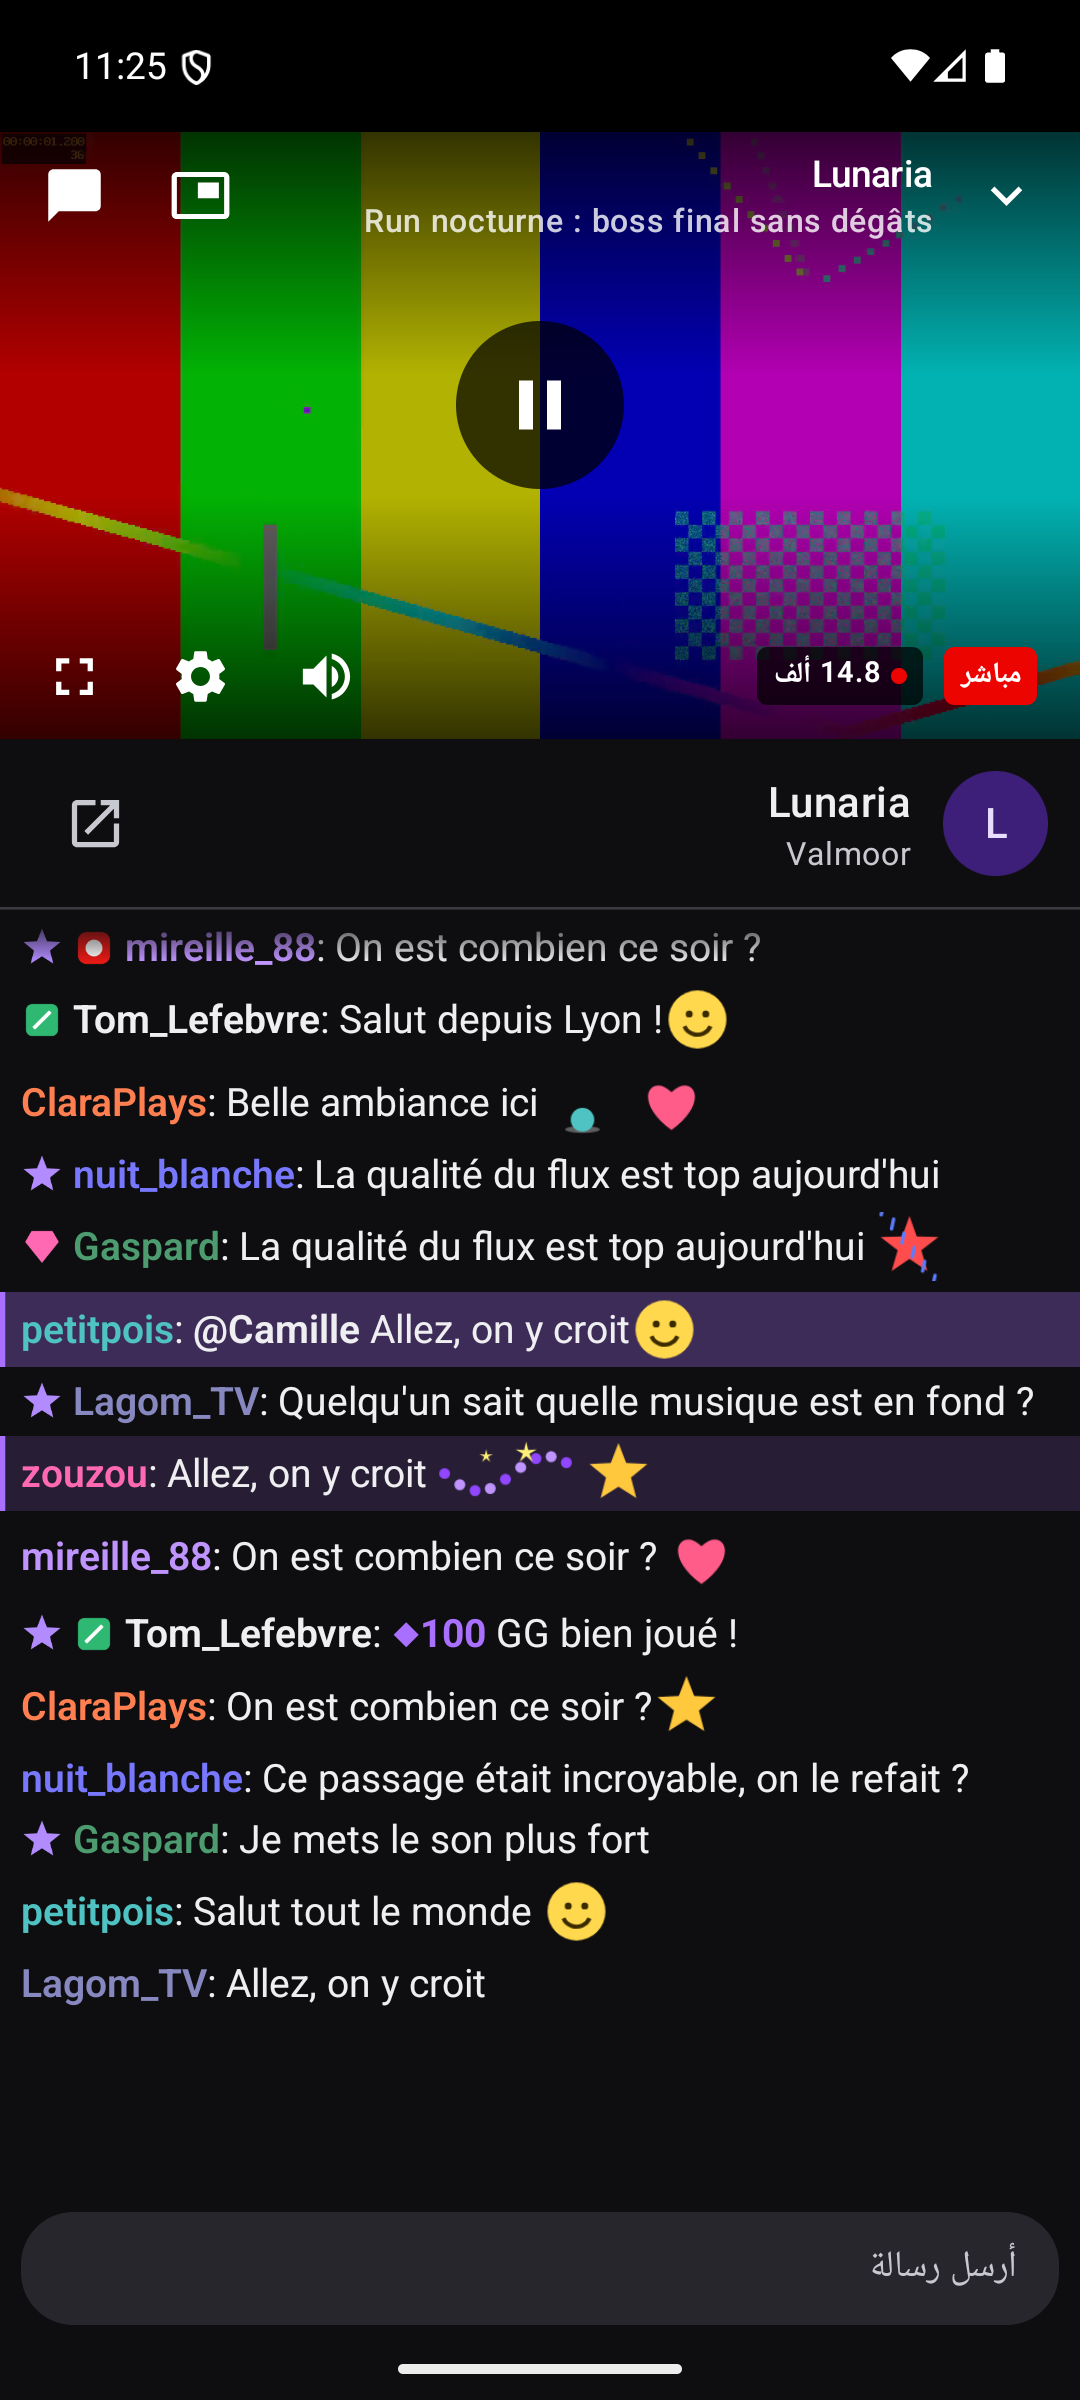 11:25
00:00:01.200
36
Lunaria
Run nocturne : boss final sans dégâts
14.8 ألف
مباشر
Lunaria
Valmoor
L
mireille_88: On est combien ce soir ?
Tom_Lefebvre: Salut depuis Lyon !
ClaraPlays: Belle ambiance ici
nuit_blanche: La qualité du flux est top aujourd'hui
Gaspard: La qualité du flux est top aujourd'hui
petitpois: @Camille Allez, on y croit
Lagom_TV: Quelqu'un sait quelle musique est en fond ?
zouzou: Allez, on y croit
mireille_88: On est combien ce soir ?
Tom_Lefebvre: 100 GG bien joué !
ClaraPlays: On est combien ce soir ?
nuit_blanche: Ce passage était incroyable, on le refait ?
Gaspard: Je mets le son plus fort
petitpois: Salut tout le monde
Lagom_TV: Allez, on y croit
أرسل رسالة